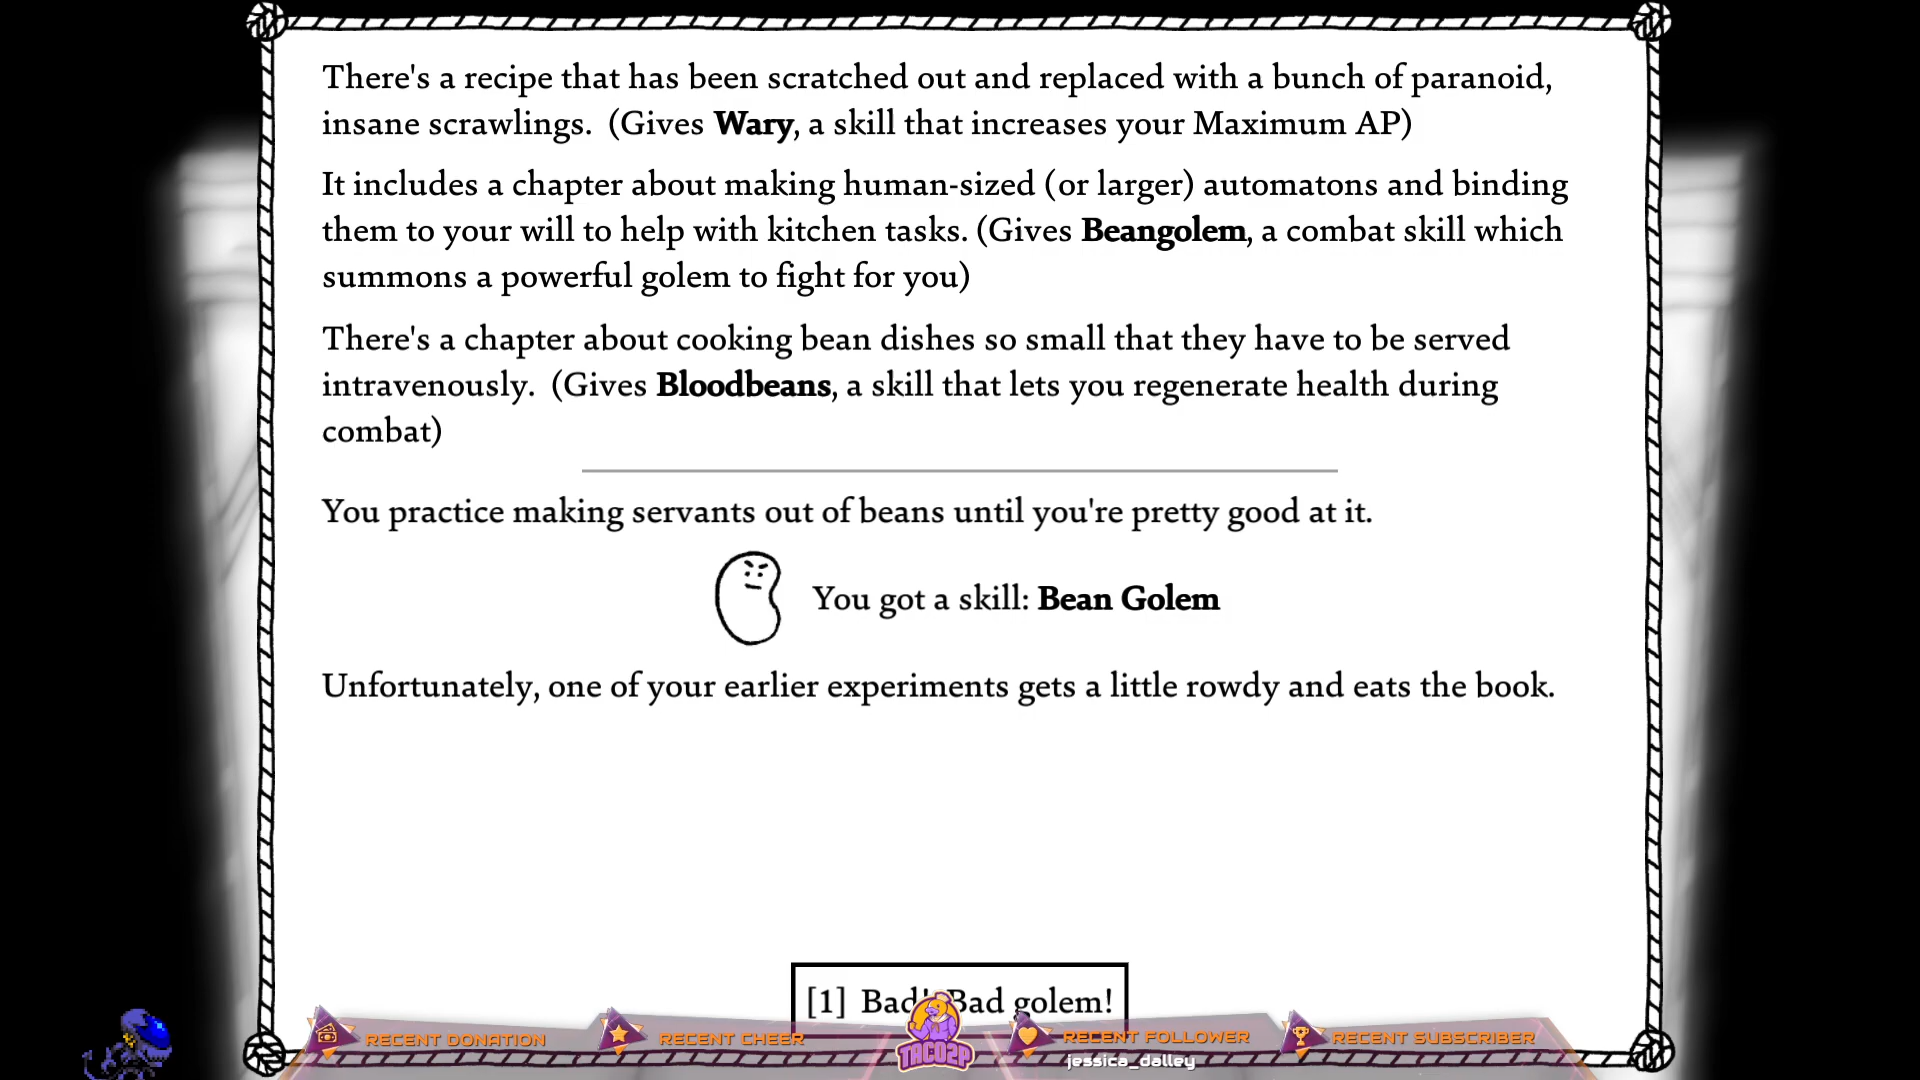 There's a recipe that has been scratched out and replaced with a bunch of paranoid,
insane scrawlings.  (Gives Wary, a skill that increases your Maximum AP)
It includes a chapter about making human-sized (or larger) automatons and binding
them to your will to help with kitchen tasks. (Gives Beangolem, a combat skill which
summons a powerful golem to fight for you)
There's a chapter about cooking bean dishes so small that they have to be served
intravenously.  (Gives Bloodbeans, a skill that lets you regenerate health during
combat)
You practice making servants out of beans until you're pretty good at it.
You got a skill: Bean Golem
Unfortunately, one of your earlier experiments gets a little rowdy and eats the book.
[1] Bad! Bad golem!
RECENT DONATION
RECENT CHEER
TACO2P
RECENT FOLLOWER
jessica_dalley
RECENT SUBSCRIBER